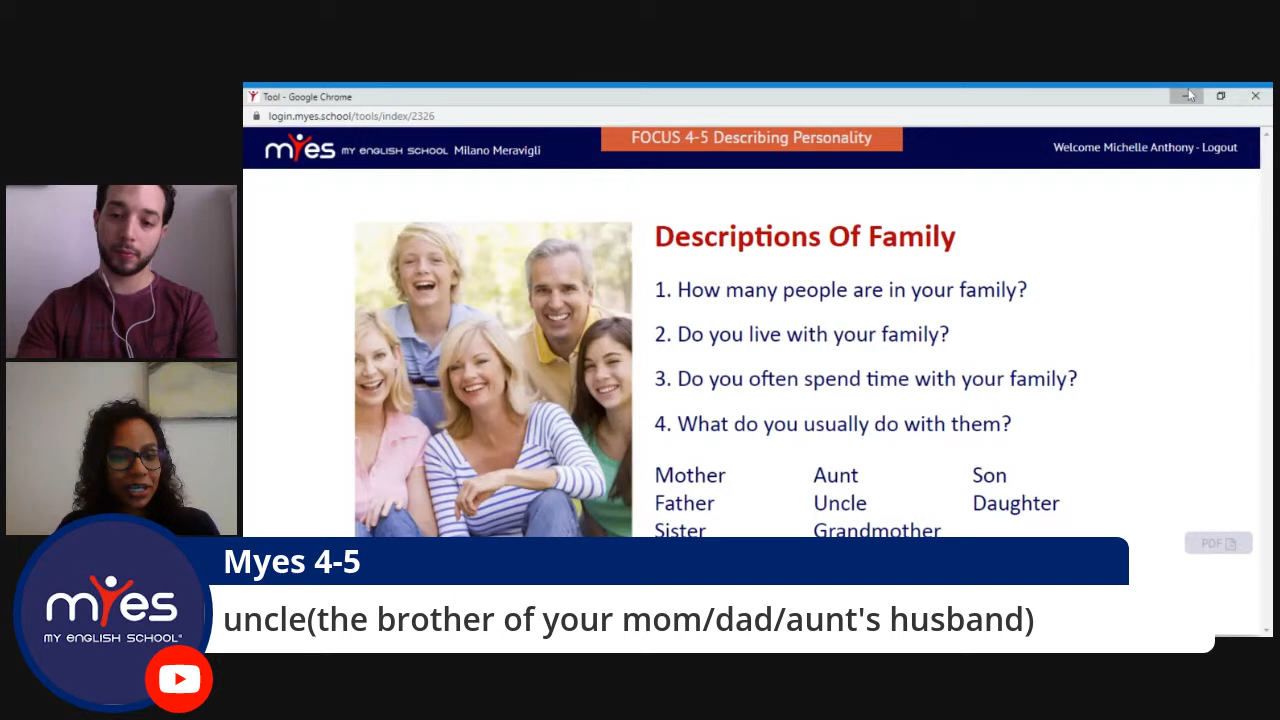 Tool - Google Chrome
login.myes.school/tools/index/2326
myes MY ENGLISH SCHOOL Milano Meravigli
FOCUS 4-5 Describing Personality
Welcome Michelle Anthony - Logout
Descriptions Of Family
1. How many people are in your family?
2. Do you live with your family?
3. Do you often spend time with your family?
4. What do you usually do with them?
Mother Aunt Son
Father Uncle Daughter
Sister Grandmother
PDF
Myes 4-5
uncle(the brother of your mom/dad/aunt's husband)
myes
MY ENGLISH SCHOOL